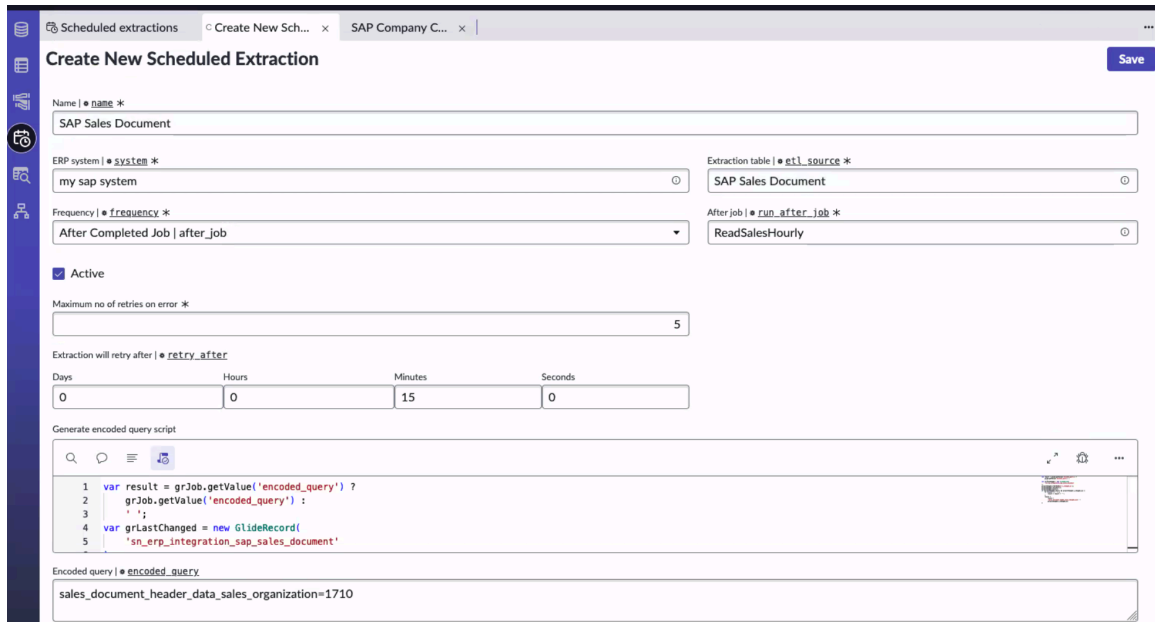 Scheduled extractions
Create New Sch... ×
SAP Company C... ×
Create New Scheduled Extraction
Save
Name | name *
SAP Sales Document
ERP system | system *
Extraction table | etl_source *
my sap system
SAP Sales Document
Frequency | frequency *
After job | run_after_job *
After Completed Job | after_job
ReadSalesHourly
Active
Maximum no of retries on error *
5
Extraction will retry after | retry_after
Days Hours Minutes Seconds
0 0 15 0
Generate encoded query script
1 var result = grJob.getValue('encoded_query') ?
2 grJob.getValue('encoded_query') :
3 ' ';
4 var grLastChanged = new GlideRecord(
5 'sn_erp_integration_sap_sales_document'
Encoded query | encoded_query
sales_document_header_data_sales_organization=1710